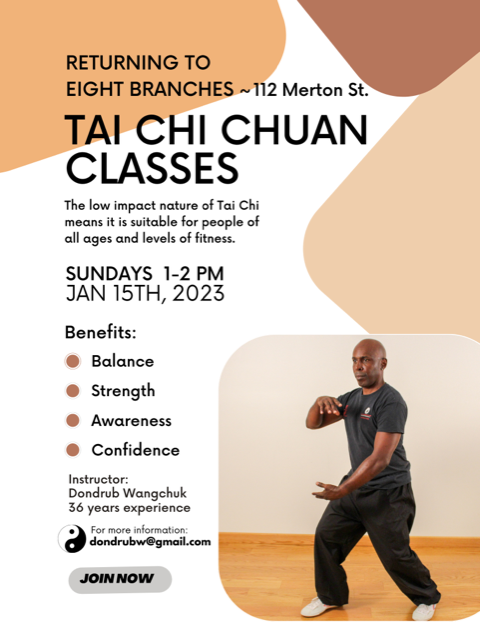 RETURNING TO
EIGHT BRANCHES ~112 Merton St.
TAI CHI CHUAN
CLASSES
The low impact nature of Tai Chi
means it is suitable for people of
all ages and levels of fitness.
SUNDAYS 1-2 PM
JAN 15TH, 2023
Benefits:
Balance
Strength
Awareness
Confidence
Instructor:
Dondrub Wangchuk
36 years experience
For more information:
dondrubw@gmail.com
JOIN NOW